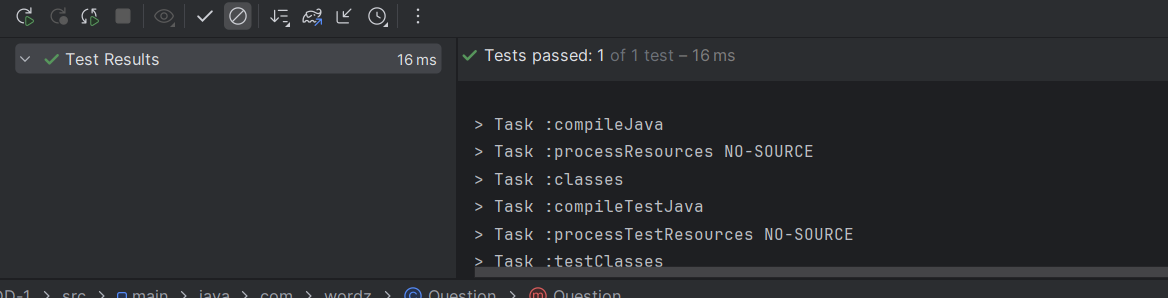 Test Results 16 ms
Tests passed: 1 of 1 test – 16 ms
> Task :compileJava
> Task :processResources NO-SOURCE
> Task :classes
> Task :compileTestJava
> Task :processTestResources NO-SOURCE
> Task :testClasses
DD-1 > src > main > java > com > wordz > Question > Question